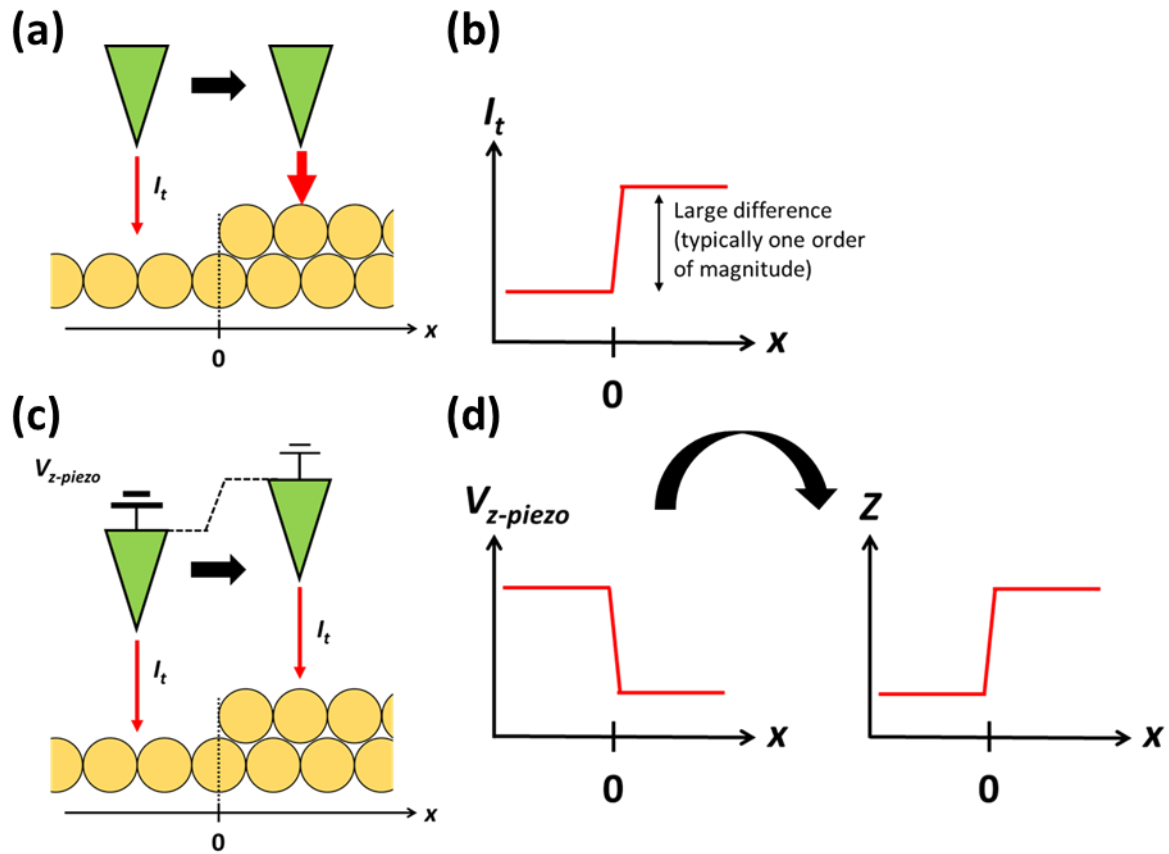 (a)
I_t
x
0
(b)
I_t
Large difference
(typically one order
of magnitude)
x
0
(c)
V_z-piezo
I_t
I_t
x
0
(d)
V_z-piezo
x
0
Z
x
0